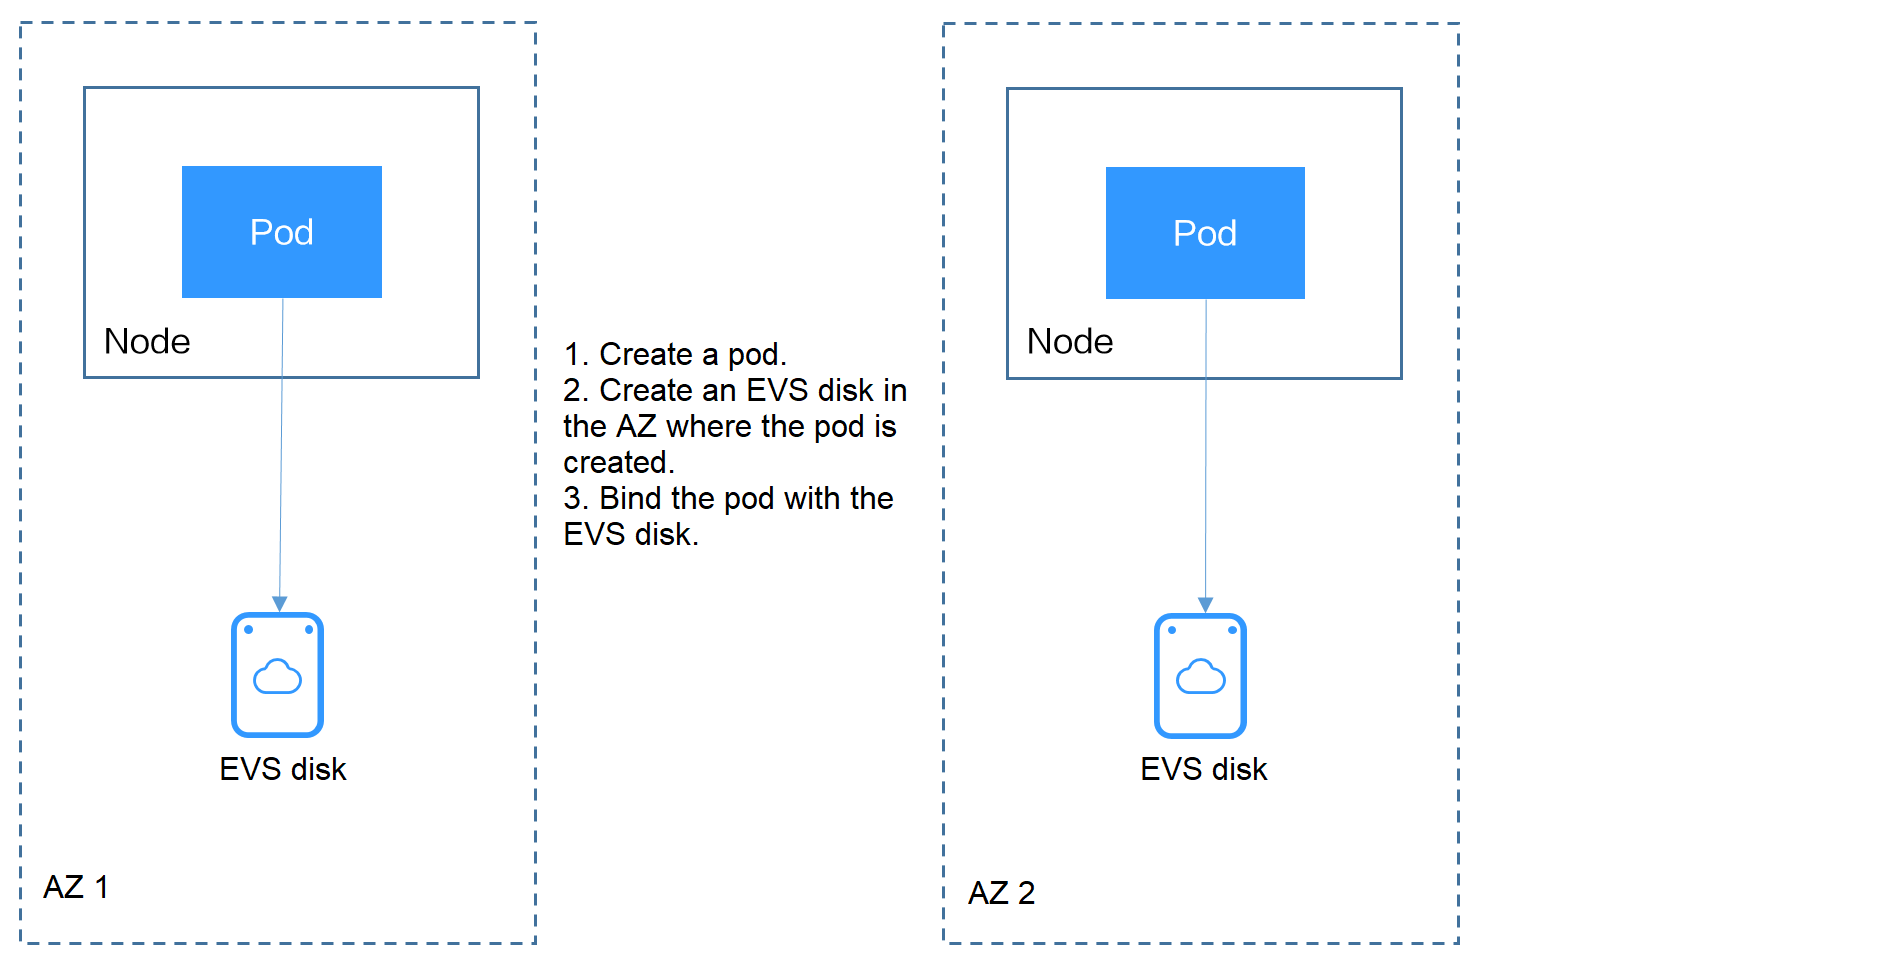 Pod
Node
EVS disk
AZ 1
1. Create a pod.
2. Create an EVS disk in
the AZ where the pod is
created.
3. Bind the pod with the
EVS disk.
Pod
Node
EVS disk
AZ 2